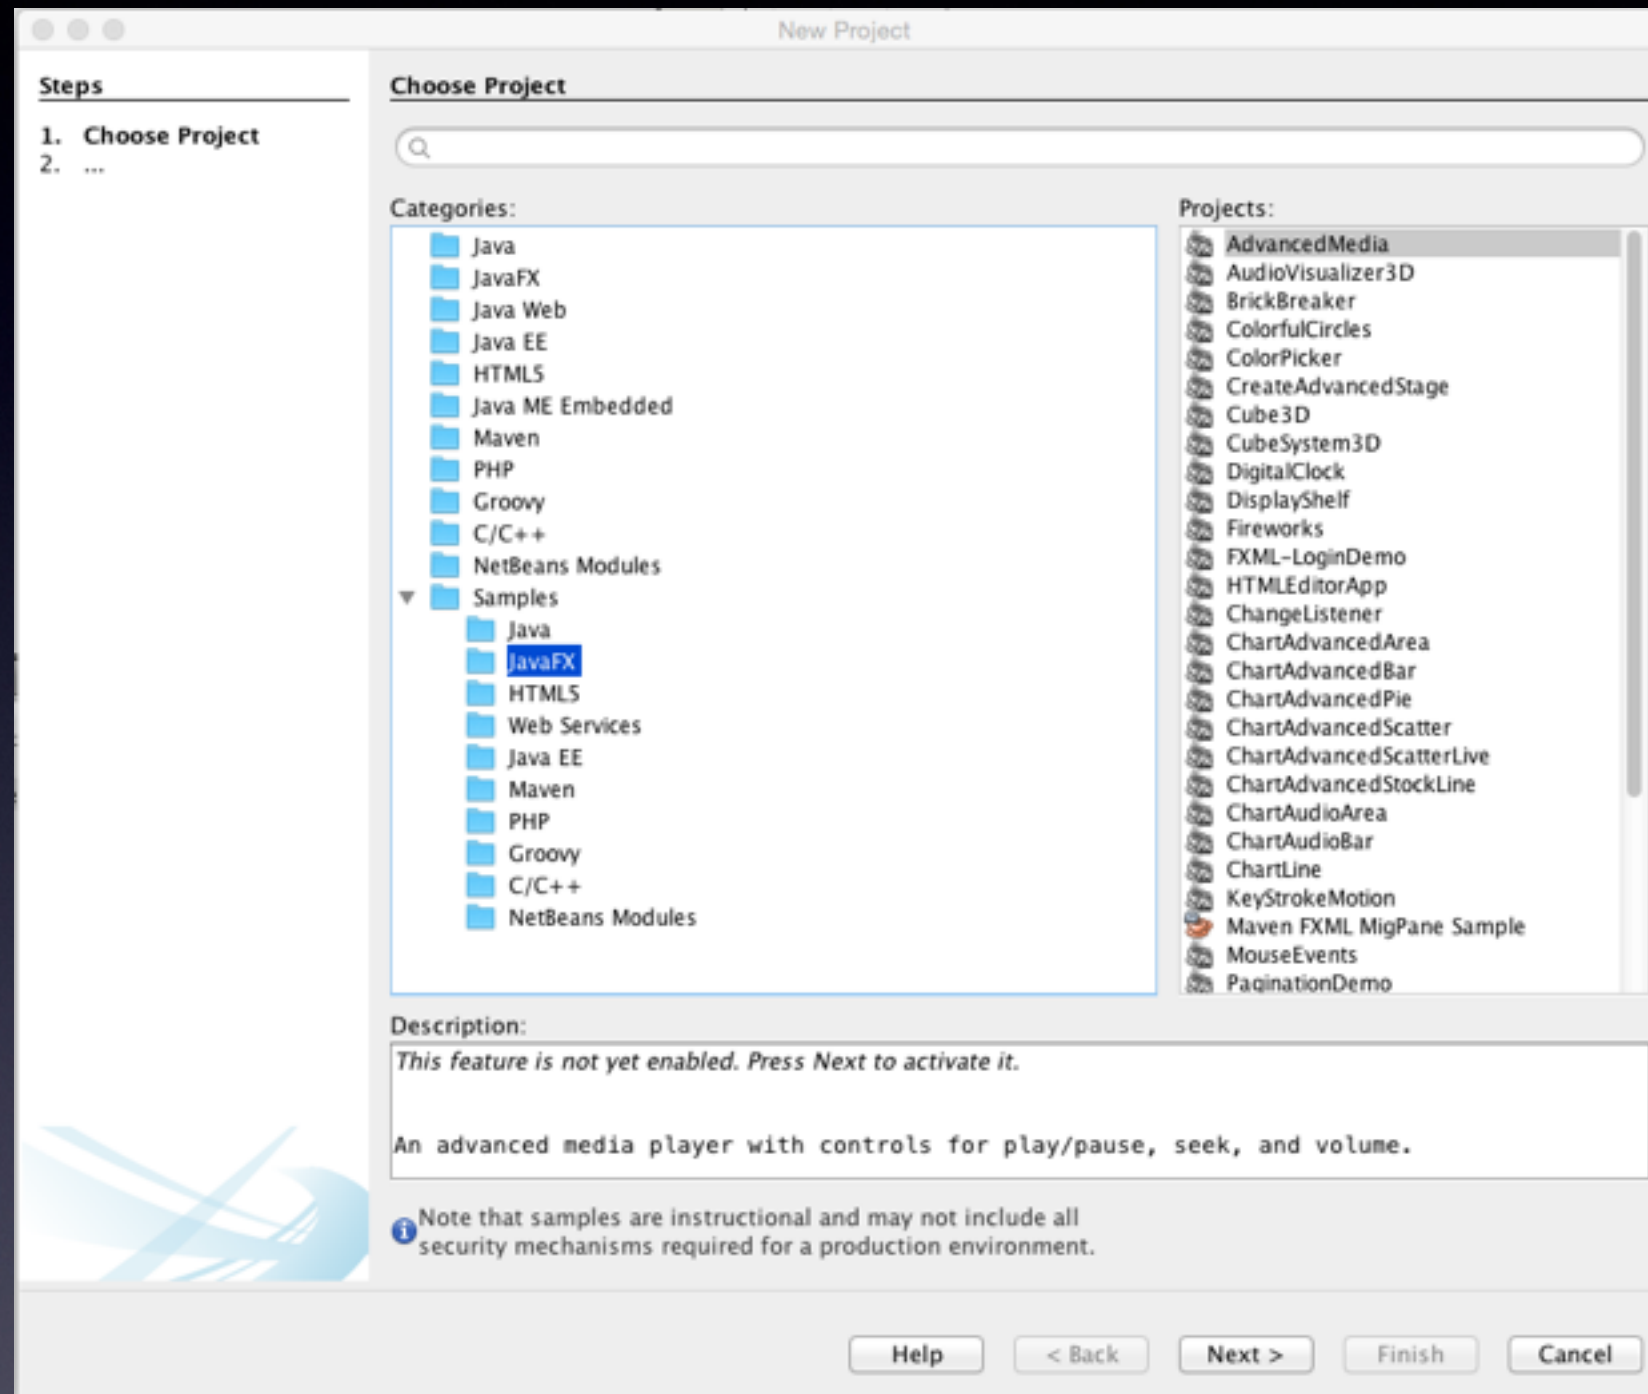 New Project
Steps
1. Choose Project
2. ...
Choose Project
Categories:
Java
JavaFX
Java Web
Java EE
HTML5
Java ME Embedded
Maven
PHP
Groovy
C/C++
NetBeans Modules
Samples
Java
JavaFX
HTML5
Web Services
Java EE
Maven
PHP
Groovy
C/C++
NetBeans Modules
Projects:
AdvancedMedia
AudioVisualizer3D
BrickBreaker
ColorfulCircles
ColorPicker
CreateAdvancedStage
Cube3D
CubeSystem3D
DigitalClock
DisplayShelf
Fireworks
FXML-LoginDemo
HTMLEditorApp
ChangeListener
ChartAdvancedArea
ChartAdvancedBar
ChartAdvancedPie
ChartAdvancedScatter
ChartAdvancedScatterLive
ChartAdvancedStockLine
ChartAudioArea
ChartAudioBar
ChartLine
KeyStrokeMotion
Maven FXML MigPane Sample
MouseEvents
PaginationDemo
Description:
This feature is not yet enabled. Press Next to activate it.
An advanced media player with controls for play/pause, seek, and volume.
Note that samples are instructional and may not include all
security mechanisms required for a production environment.
Help
< Back
Next >
Finish
Cancel